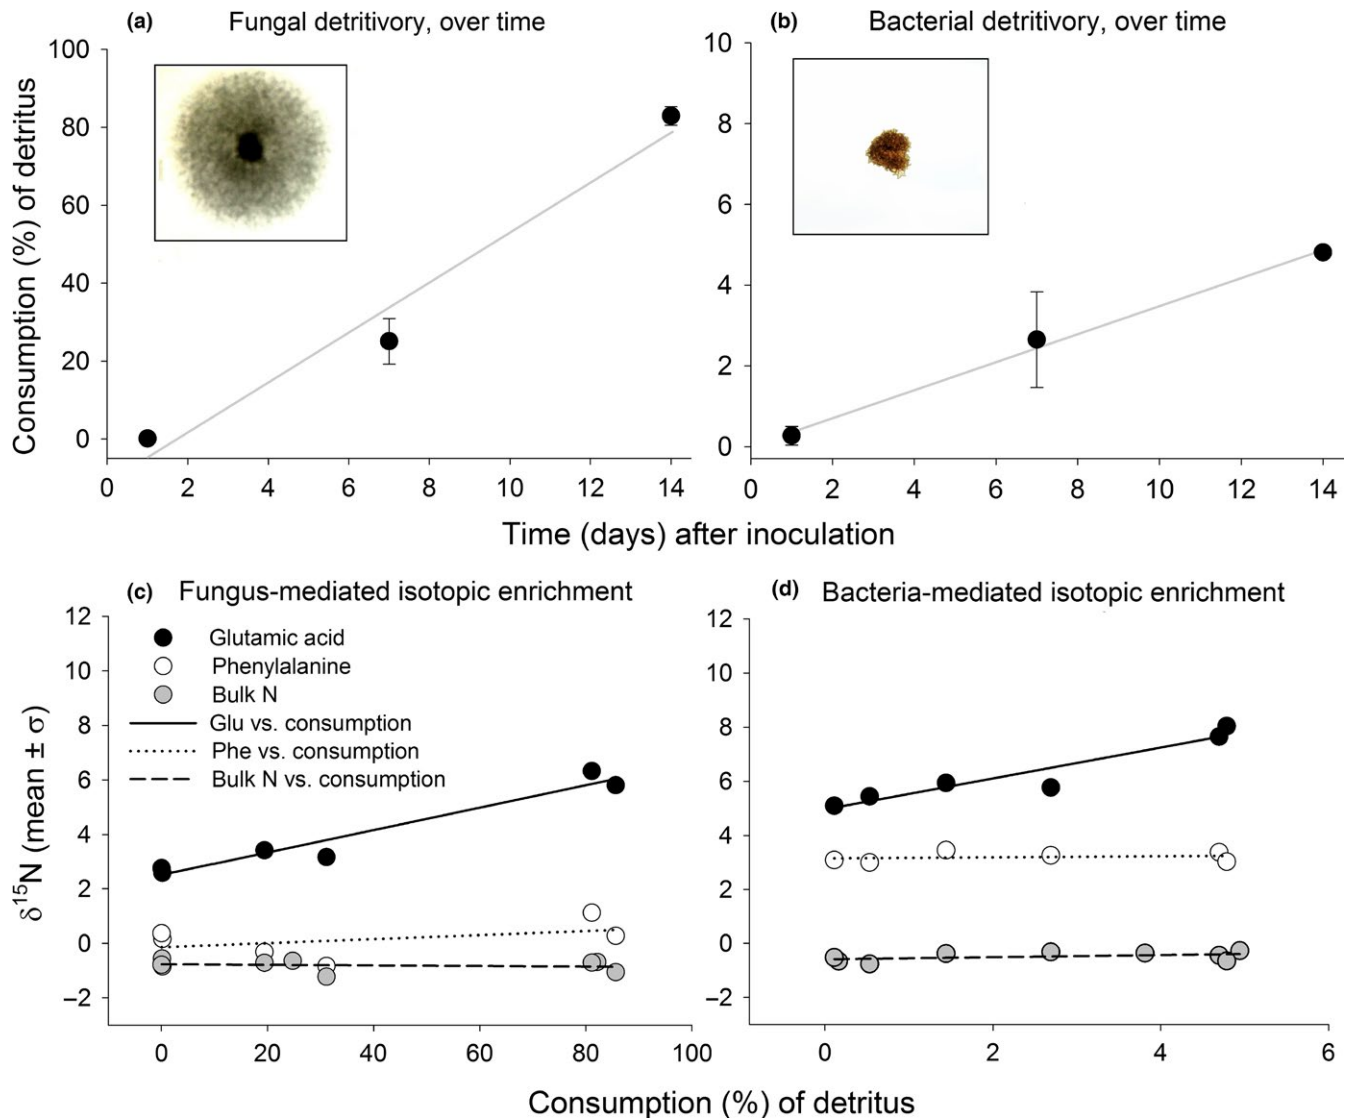 (a) Fungal detritivory, over time
(b) Bacterial detritivory, over time
Consumption (%) of detritus
100
80
60
40
20
0
0 2 4 6 8 10 12 14
10
8
6
4
2
0
0 2 4 6 8 10 12 14
Time (days) after inoculation
(c) Fungus-mediated isotopic enrichment
(d) Bacteria-mediated isotopic enrichment
δ15N (mean ± σ)
12
10
8
6
4
2
0
−2
Glutamic acid
Phenylalanine
Bulk N
Glu vs. consumption
Phe vs. consumption
Bulk N vs. consumption
0 20 40 60 80 100
12
10
8
6
4
2
0
−2
0 2 4 6
Consumption (%) of detritus